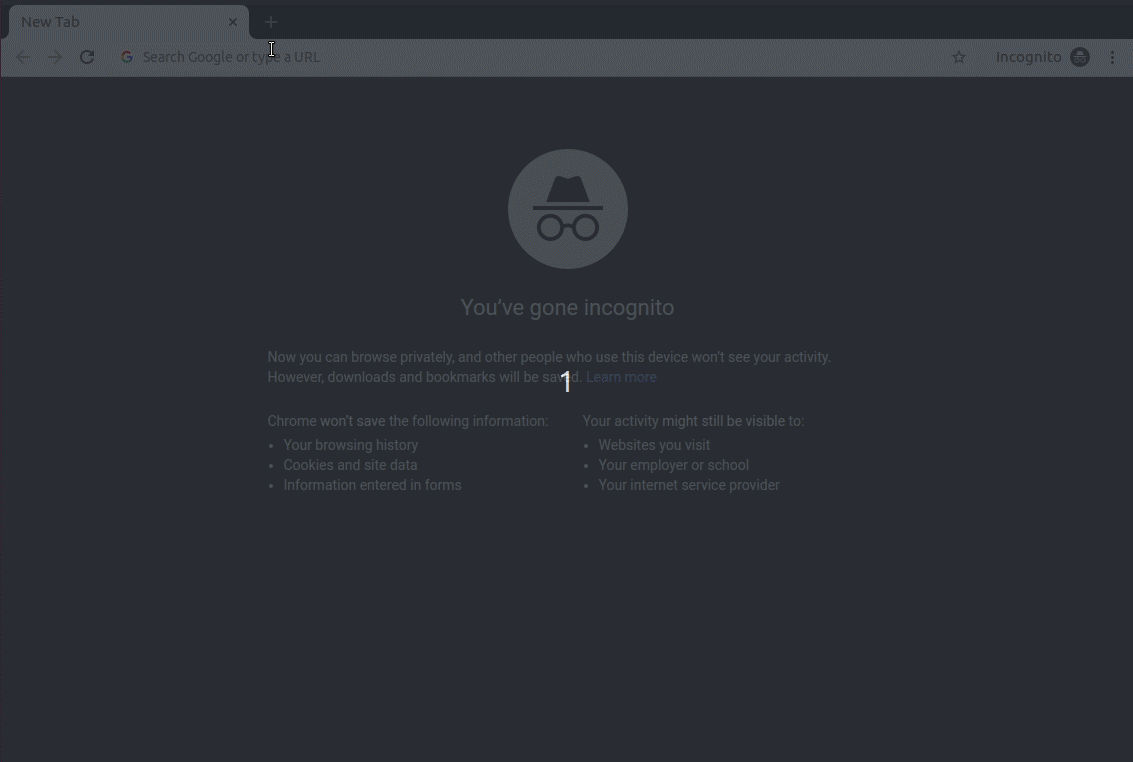 New Tab
Search Google or type a URL
Incognito
You've gone incognito
Now you can browse privately, and other people who use this device won't see your activity.
However, downloads and bookmarks will be saved. Learn more
1
Chrome won't save the following information:
• Your browsing history
• Cookies and site data
• Information entered in forms
Your activity might still be visible to:
• Websites you visit
• Your employer or school
• Your internet service provider